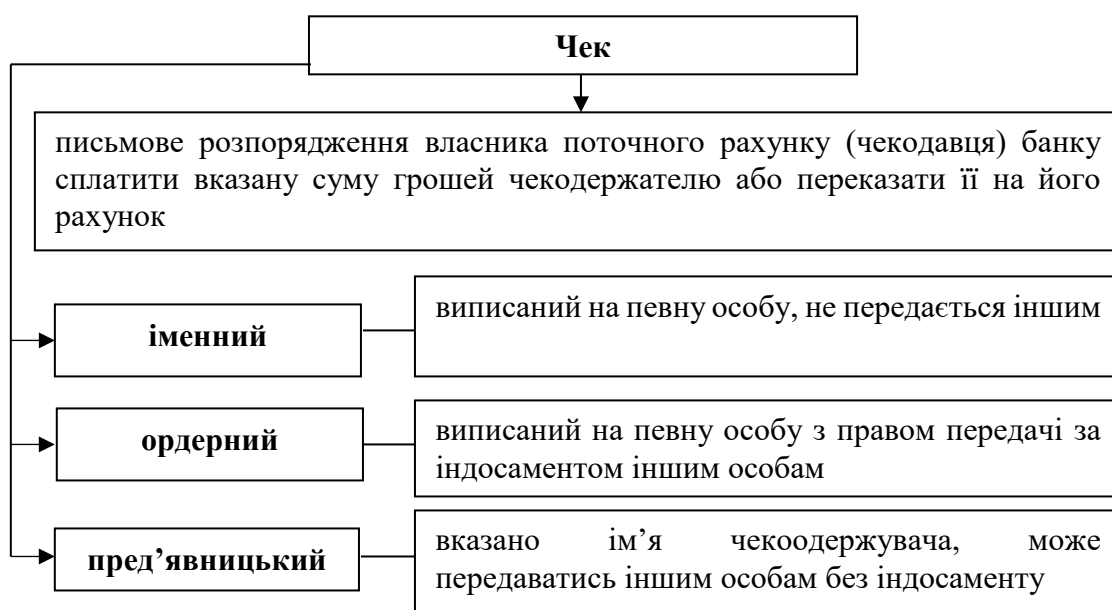 Чек
письмове розпорядження власника поточного рахунку (чекодавця) банку
сплатити вказану суму грошей чекодержателю або переказати її на його
рахунок
іменний
виписаний на певну особу, не передається іншим
ордерний
виписаний на певну особу з правом передачі за
індосаментом іншим особам
пред’явницький
вказано ім’я чекоодержувача, може
передаватись іншим особам без індосаменту